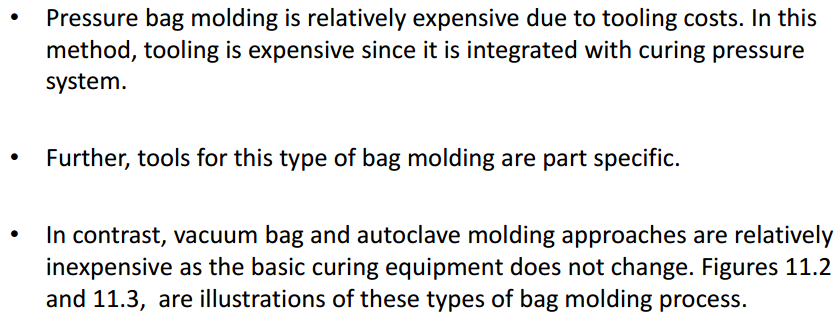 • Pressure bag molding is relatively expensive due to tooling costs. In this
method, tooling is expensive since it is integrated with curing pressure
system.
• Further, tools for this type of bag molding are part specific.
• In contrast, vacuum bag and autoclave molding approaches are relatively
inexpensive as the basic curing equipment does not change. Figures 11.2
and 11.3,  are illustrations of these types of bag molding process.